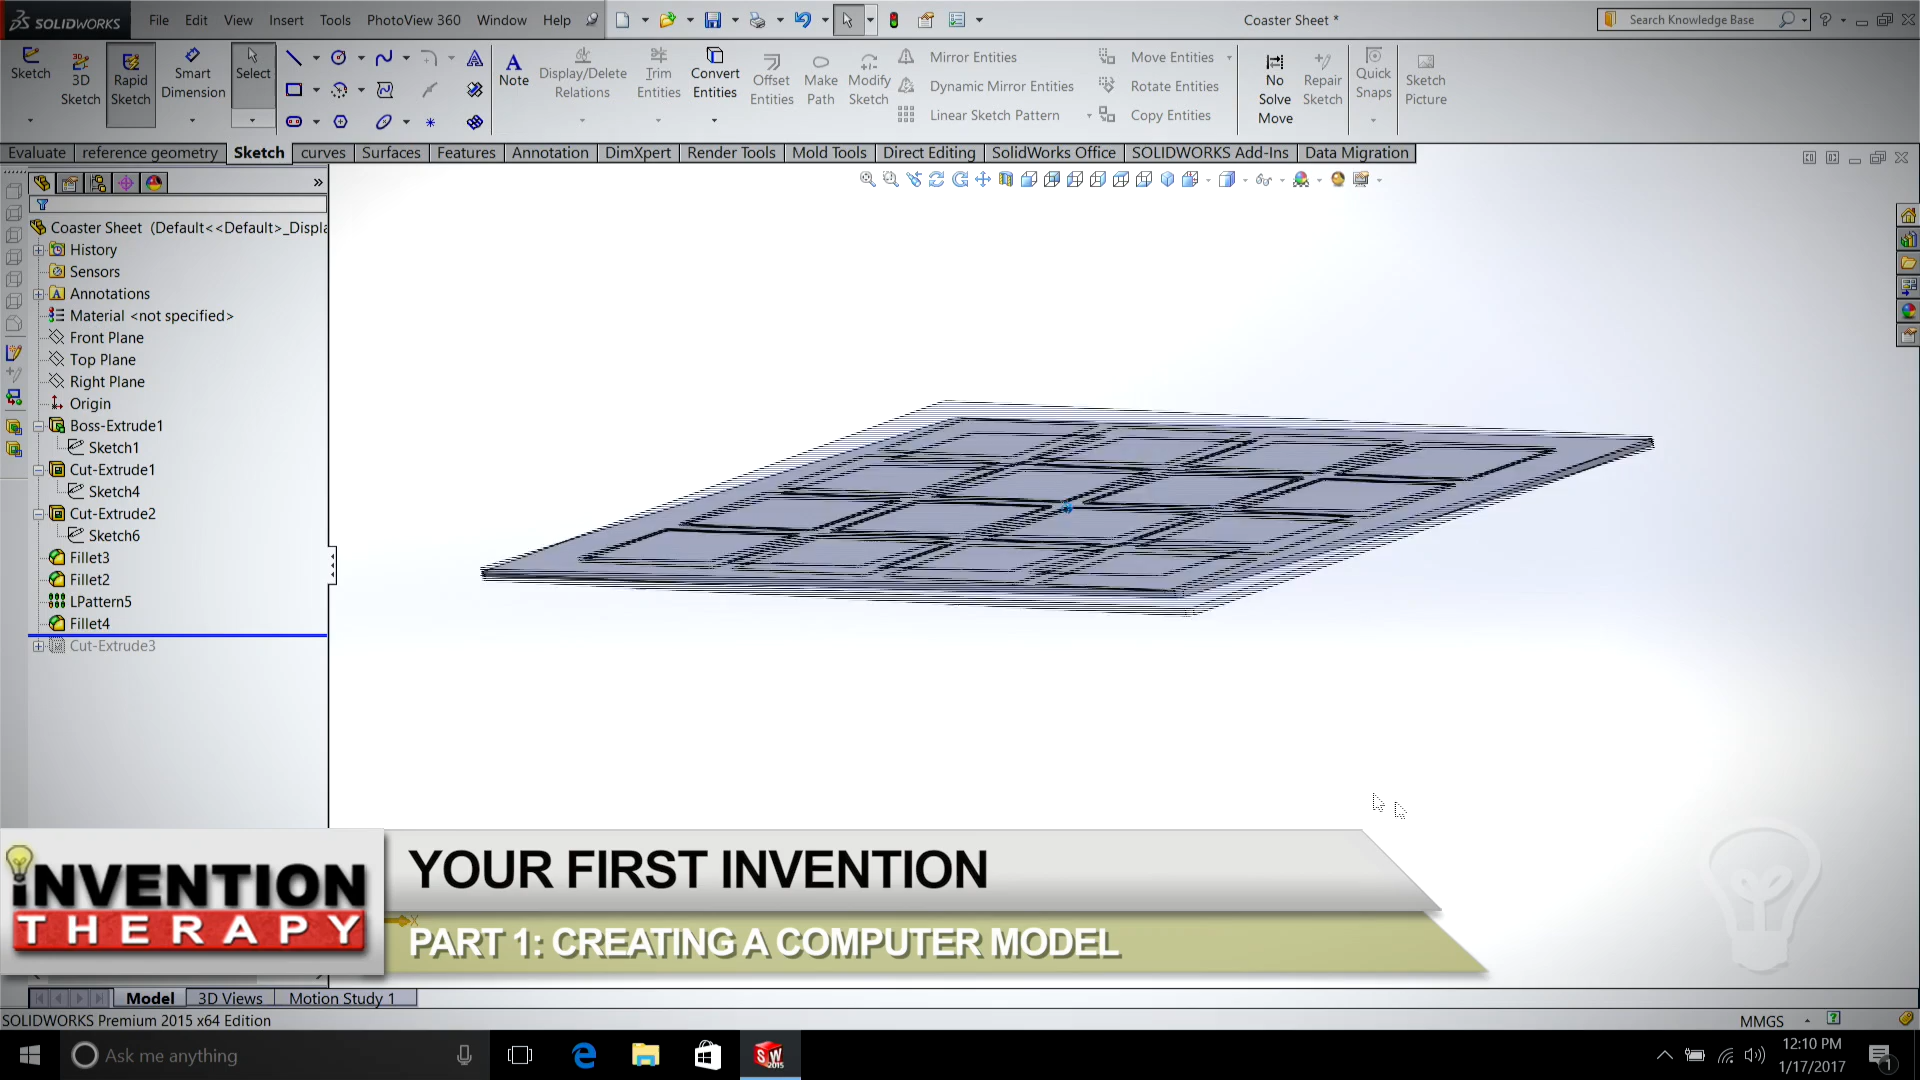 SOLIDWORKS File Edit View Insert Tools PhotoView 360 Window Help Coaster Sheet * Search Knowledge Base ?
Sketch 3D Sketch Rapid Sketch Smart Dimension Select Note Display/Delete Relations Trim Entities Convert Entities Offset Entities Make Path Modify Sketch Mirror Entities Move Entities No Solve Move Repair Sketch Quick Snaps Sketch Picture
Dynamic Mirror Entities Rotate Entities
Linear Sketch Pattern Copy Entities
Evaluate reference geometry Sketch curves Surfaces Features Annotation DimXpert Render Tools Mold Tools Direct Editing SolidWorks Office SOLIDWORKS Add-Ins Data Migration
»
Coaster Sheet (Default<<Default>_Displa
History
Sensors
Annotations
Material <not specified>
Front Plane
Top Plane
Right Plane
Origin
Boss-Extrude1
Sketch1
Cut-Extrude1
Sketch4
Cut-Extrude2
Sketch6
Fillet3
Fillet2
LPattern5
Fillet4
Cut-Extrude3
INVENTION
THERAPY
YOUR FIRST INVENTION
PART 1: CREATING A COMPUTER MODEL
Model 3D Views Motion Study 1
SOLIDWORKS Premium 2015 x64 Edition MMGS
Ask me anything
SW 2015
12:10 PM
1/17/2017
1